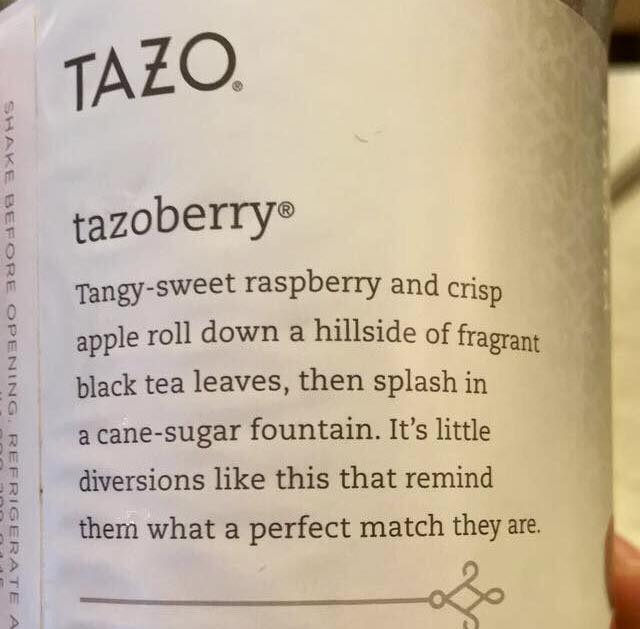 TAZO®
tazoberry®
Tangy-sweet raspberry and crisp
apple roll down a hillside of fragrant
black tea leaves, then splash in
a cane-sugar fountain. It's little
diversions like this that remind
them what a perfect match they are.
SHAKE BEFORE OPENING. REFRIGERATE